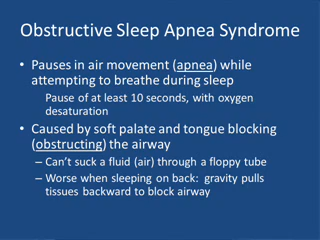 Obstructive Sleep Apnea Syndrome
• Pauses in air movement (apnea) while
attempting to breathe during sleep
Pause of at least 10 seconds, with oxygen
desaturation
• Caused by soft palate and tongue blocking
(obstructing) the airway
– Can't suck a fluid (air) through a floppy tube
– Worse when sleeping on back: gravity pulls
tissues backward to block airway